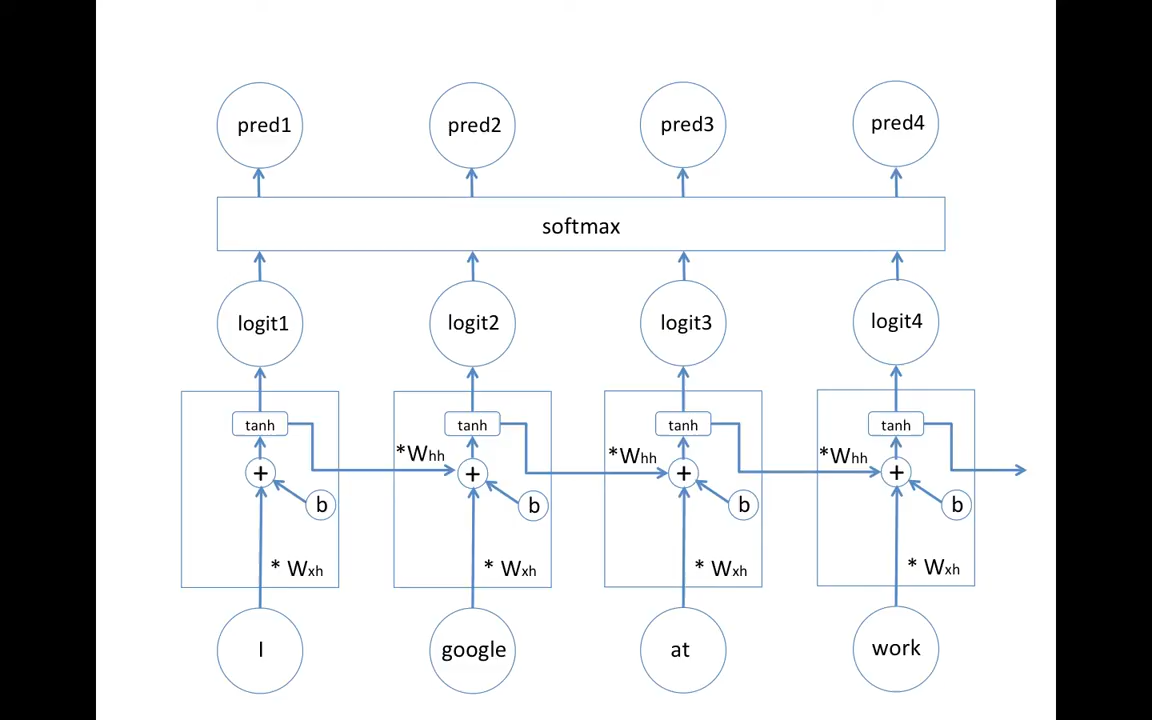 pred1 pred2 pred3 pred4
softmax
logit1 logit2 logit3 logit4
tanh tanh tanh tanh
*Whh *Whh *Whh
+ + + +
b b b b
* Wxh * Wxh * Wxh * Wxh
I google at work